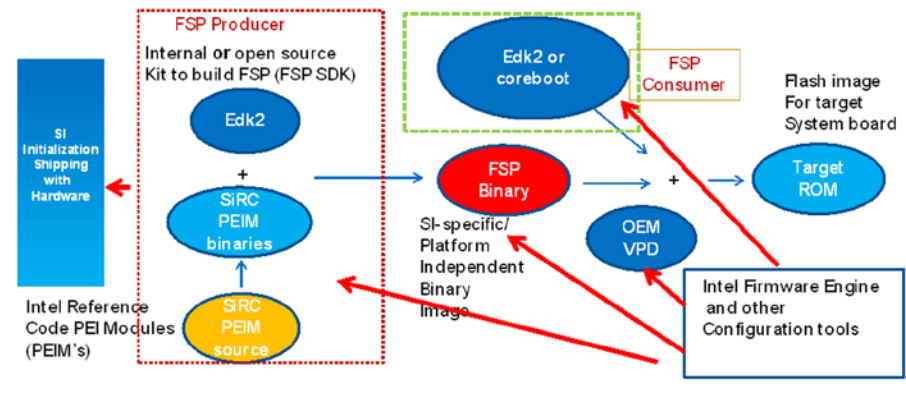 FSP Producer
Internal or open source
Kit to build FSP (FSP SDK)
Edk2
+
SiRC
PEIM
binaries
SiRC
PEIM
source
SI
Initialization
Shipping
with
Hardware
Intel Reference
Code PEI Modules
(PEIM's)
Edk2 or
coreboot
FSP
Consumer
FSP
Binary
SI-specific/
Platform
Independent
Binary
Image
+
OEM
VPD
Flash image
For target
System board
Target
ROM
Intel Firmware Engine
and other
Configuration tools